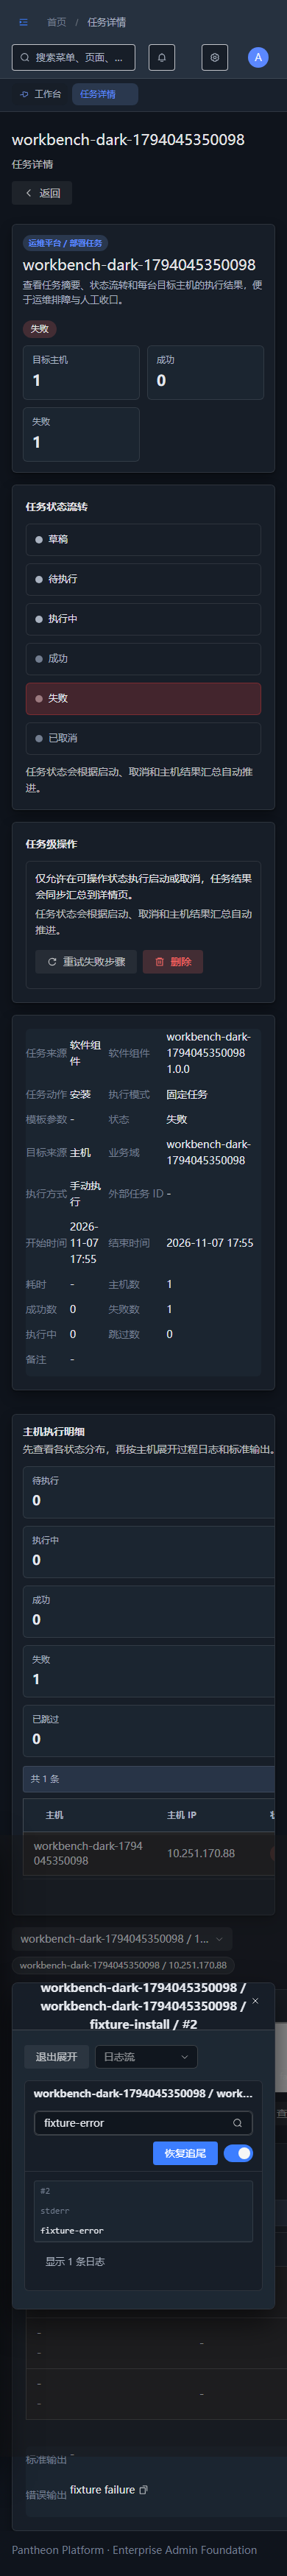 首页 / 任务详情
搜索菜单、页面、...
A
工作台
任务详情
workbench-dark-1794045350098
任务详情
返回
运维平台 / 部署任务
workbench-dark-1794045350098
查看任务摘要、状态流转和每台目标主机的执行结果，便
于运维排障与人工收口。
失败
目标主机
1
成功
0
失败
1
任务状态流转
草稿
待执行
执行中
成功
失败
已取消
任务状态会根据启动、取消和主机结果汇总自动推
进。
任务级操作
仅允许在可操作状态执行启动或取消，任务结果
会同步汇总到详情页。
任务状态会根据启动、取消和主机结果汇总自动
推进。
重试失败步骤
删除
任务来源 软件组件 软件组件 workbench-dark-1794045350098 1.0.0
任务动作 安装 执行模式 固定任务
模板参数 - 状态 失败
目标来源 主机 业务域 workbench-dark-1794045350098
执行方式 手动执行 外部任务 ID -
开始时间 2026-11-07 17:55 结束时间 2026-11-07 17:55
耗时 - 主机数 1
成功数 0 失败数 1
执行中 0 跳过数 0
备注 -
主机执行明细
先查看各状态分布，再按主机展开过程日志和标准输出。
待执行
0
执行中
0
成功
0
失败
1
已跳过
0
共 1 条
主机 主机 IP
workbench-dark-1794
045350098
10.251.170.88
workbench-dark-1794045350098 / 1...
workbench-dark-1794045350098 / 10.251.170.88
workbench-dark-1794045350098 /
workbench-dark-1794045350098 /
fixture-install / #2
退出展开
日志流
workbench-dark-1794045350098 / work...
fixture-error
恢复追尾
#2
stderr
fixture-error
显示 1 条日志
查
-
-
-
-
-
-
标准输出 -
错误输出 fixture failure
Pantheon Platform · Enterprise Admin Foundation